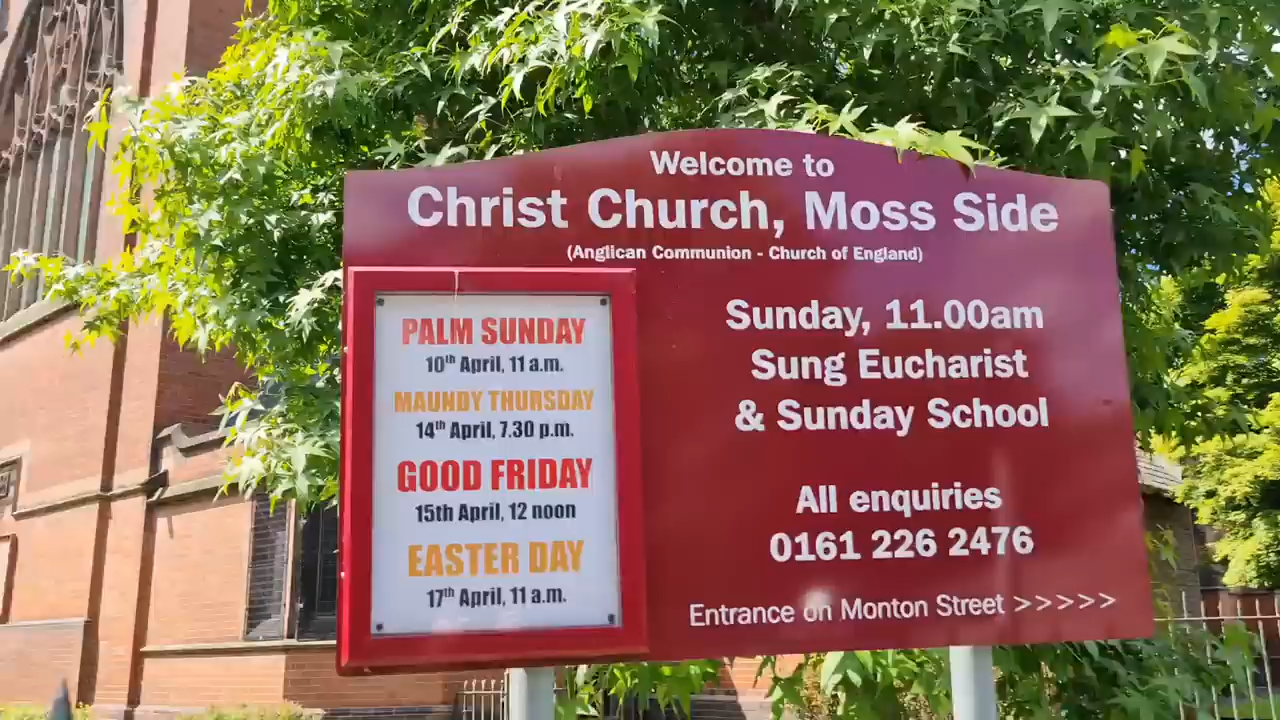 Welcome to
Christ Church, Moss Side
(Anglican Communion - Church of England)
PALM SUNDAY
10th April, 11 a.m.
MAUNDY THURSDAY
14th April, 7.30 p.m.
GOOD FRIDAY
15th April, 12 noon
EASTER DAY
17th April, 11 a.m.
Sunday, 11.00am
Sung Eucharist
& Sunday School
All enquiries
0161 226 2476
Entrance on Monton Street >>>>>